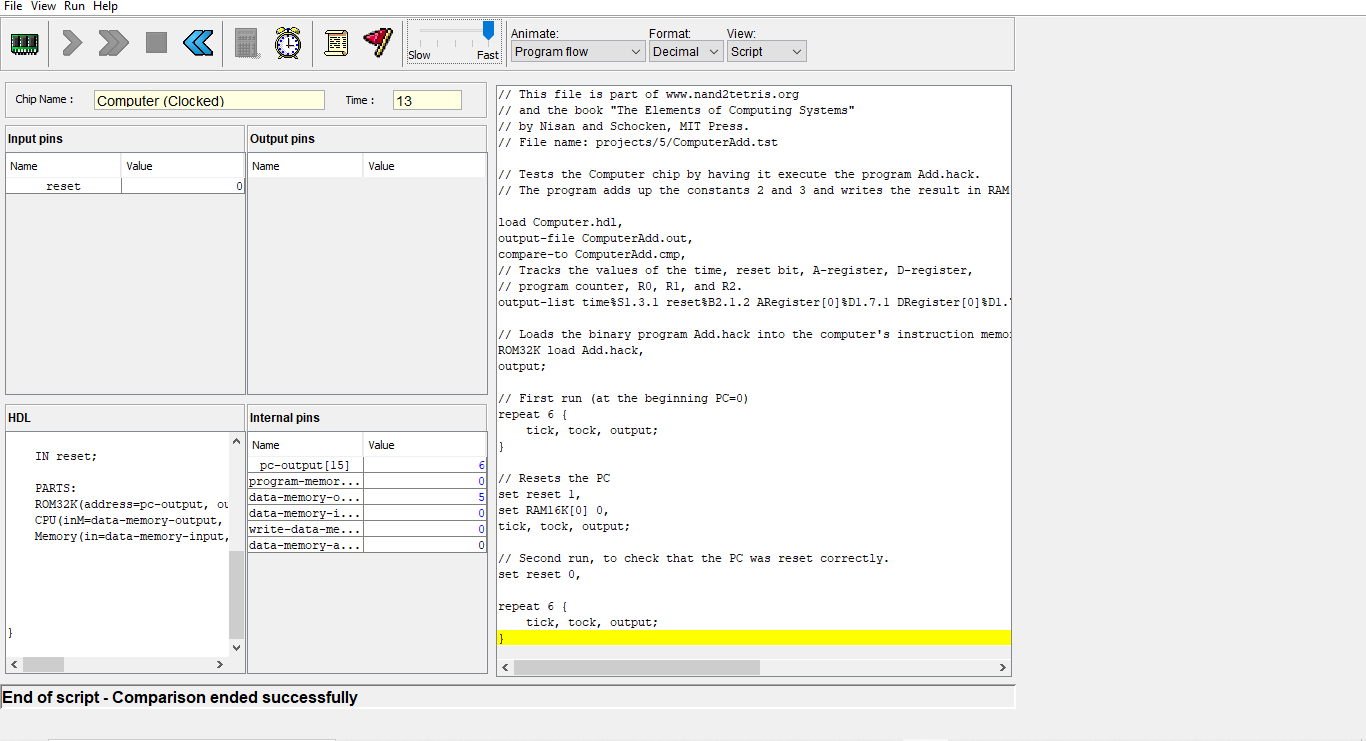 File View Run Help
Animate: Format: View:
Slow Fast Program flow Decimal Script
Chip Name : Computer (Clocked) Time : 13
Input pins
Name Value
reset 0
Output pins
Name Value
HDL
IN reset;
PARTS:
ROM32K(address=pc-output, ou
CPU(inM=data-memory-output,
Memory(in=data-memory-input,
}
Internal pins
Name Value
pc-output[15] 6
program-memor... 0
data-memory-o... 5
data-memory-i... 0
write-data-me... 0
data-memory-a... 0
// This file is part of www.nand2tetris.org
// and the book "The Elements of Computing Systems"
// by Nisan and Schocken, MIT Press.
// File name: projects/5/ComputerAdd.tst
// Tests the Computer chip by having it execute the program Add.hack.
// The program adds up the constants 2 and 3 and writes the result in RAM
load Computer.hdl,
output-file ComputerAdd.out,
compare-to ComputerAdd.cmp,
// Tracks the values of the time, reset bit, A-register, D-register,
// program counter, R0, R1, and R2.
output-list time%S1.3.1 reset%B2.1.2 ARegister[0]%D1.7.1 DRegister[0]%D1.
// Loads the binary program Add.hack into the computer's instruction memo
ROM32K load Add.hack,
output;
// First run (at the beginning PC=0)
repeat 6 {
tick, tock, output;
}
// Resets the PC
set reset 1,
set RAM16K[0] 0,
tick, tock, output;
// Second run, to check that the PC was reset correctly.
set reset 0,
repeat 6 {
tick, tock, output;
}
End of script - Comparison ended successfully